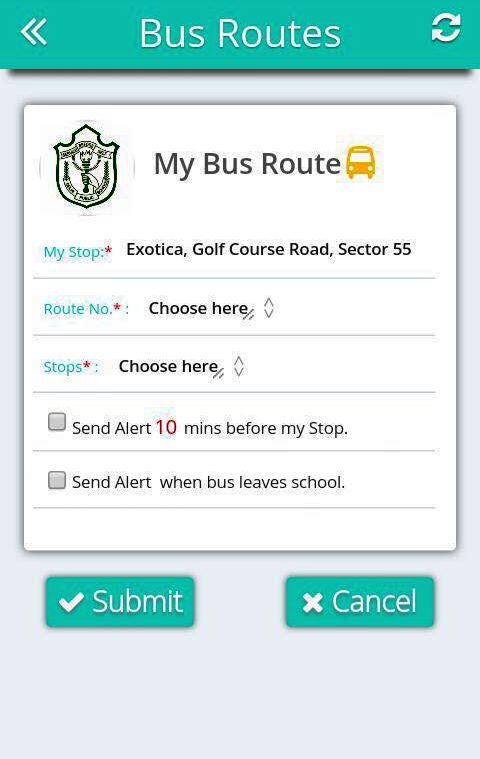 Bus Routes
My Bus Route
My Stop:* Exotica, Golf Course Road, Sector 55
Route No.* : Choose here
Stops* : Choose here
Send Alert 10 mins before my Stop.
Send Alert when bus leaves school.
Submit
Cancel